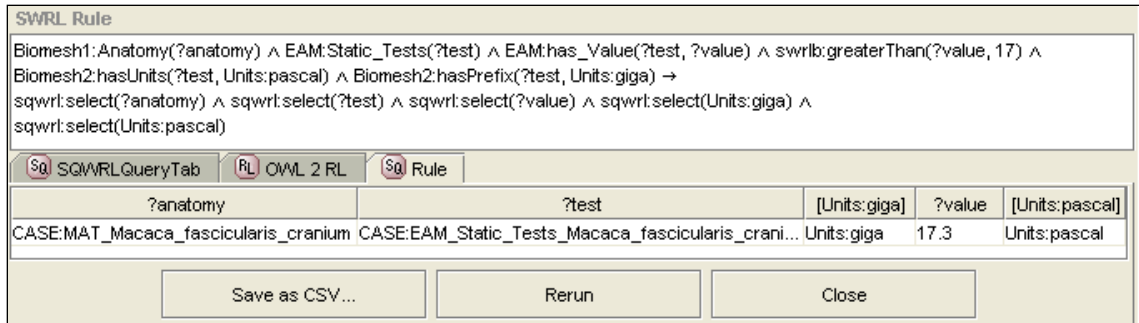 SWRL Rule
Biomesh1:Anatomy(?anatomy) ∧ EAM:Static_Tests(?test) ∧ EAM:has_Value(?test, ?value) ∧ swrlb:greaterThan(?value, 17) ∧
Biomesh2:hasUnits(?test, Units:pascal) ∧ Biomesh2:hasPrefix(?test, Units:giga) →
sqwrl:select(?anatomy) ∧ sqwrl:select(?test) ∧ sqwrl:select(?value) ∧ sqwrl:select(Units:giga) ∧
sqwrl:select(Units:pascal)
SQ SQWRLQueryTab RL OWL 2 RL SQ Rule
?anatomy ?test [Units:giga] ?value [Units:pascal]
CASE:MAT_Macaca_fascicularis_cranium CASE:EAM_Static_Tests_Macaca_fascicularis_crani... Units:giga 17.3 Units:pascal
Save as CSV... Rerun Close